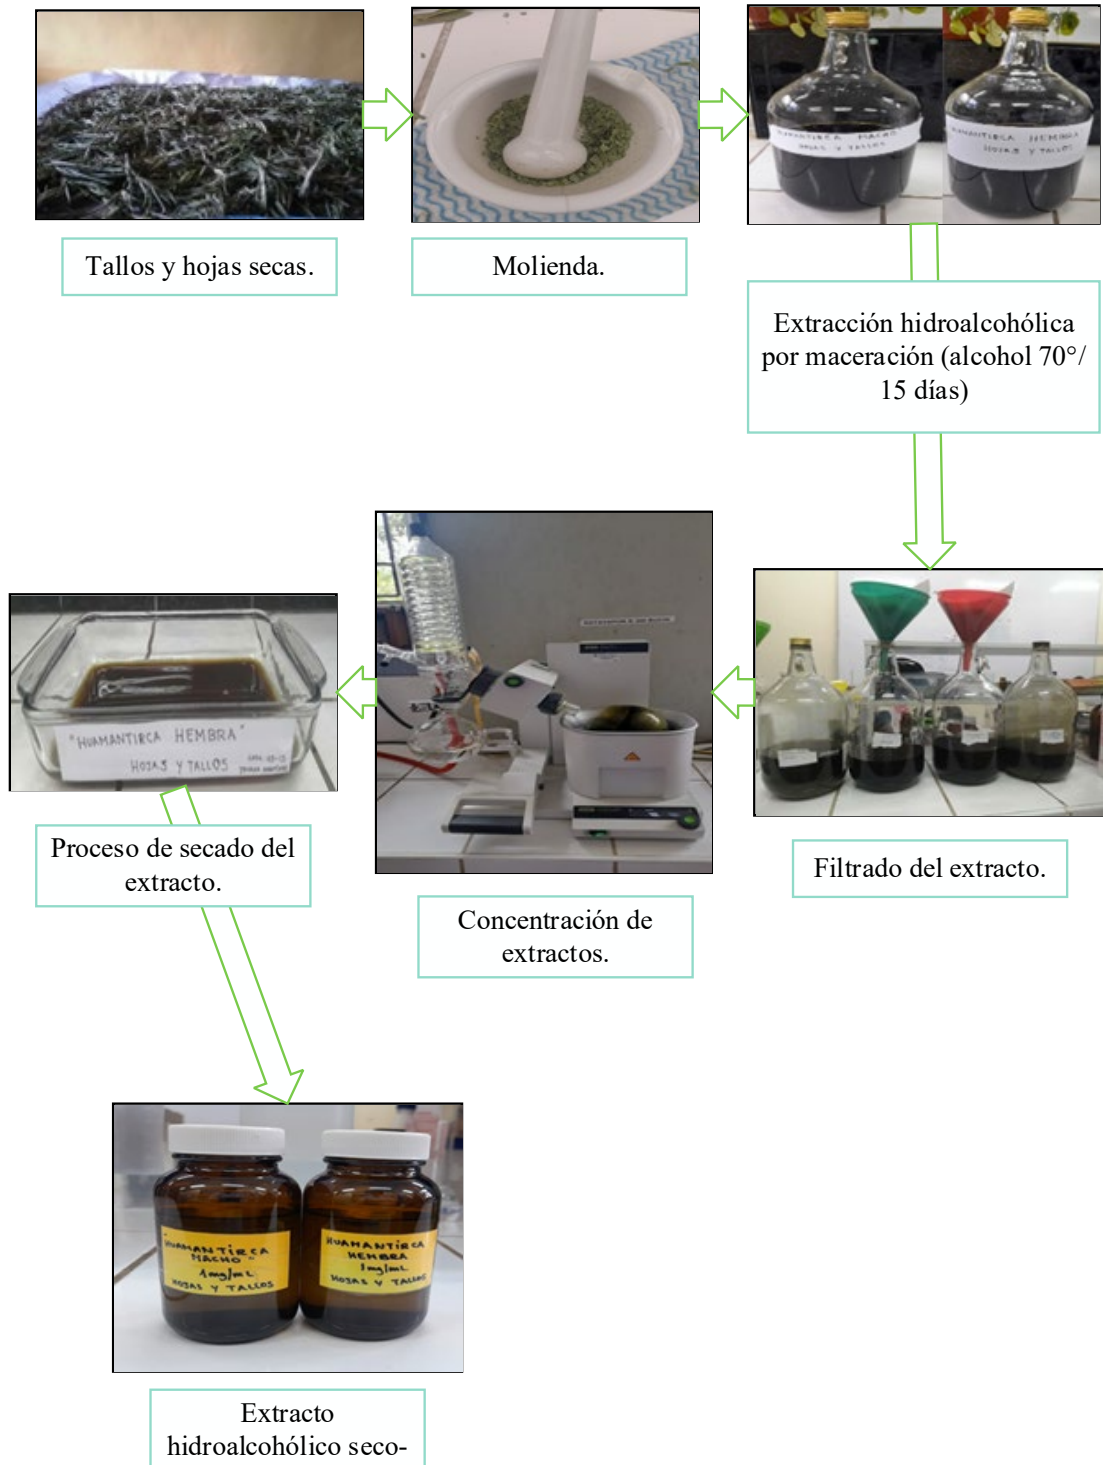 HUAMANTIRCA MACHO
HOJAS Y TALLOS
HUAMANTIRCA HEMBRA
HOJAS Y TALLOS
Tallos y hojas secas.
Molienda.
Extracción hidroalcohólica
por maceración (alcohol 70°/
15 días)
"HUAMANTIRCA HEMBRA"
HOJAS Y TALLOS
Proceso de secado del
extracto.
Concentración de
extractos.
Filtrado del extracto.
"HUAMANTIRCA
MACHO"
1mg/mL
HOJAS Y TALLOS
HUAMANTIRCA
HEMBRA
1mg/mL
HOJAS Y TALLOS
Extracto
hidroalcohólico seco-